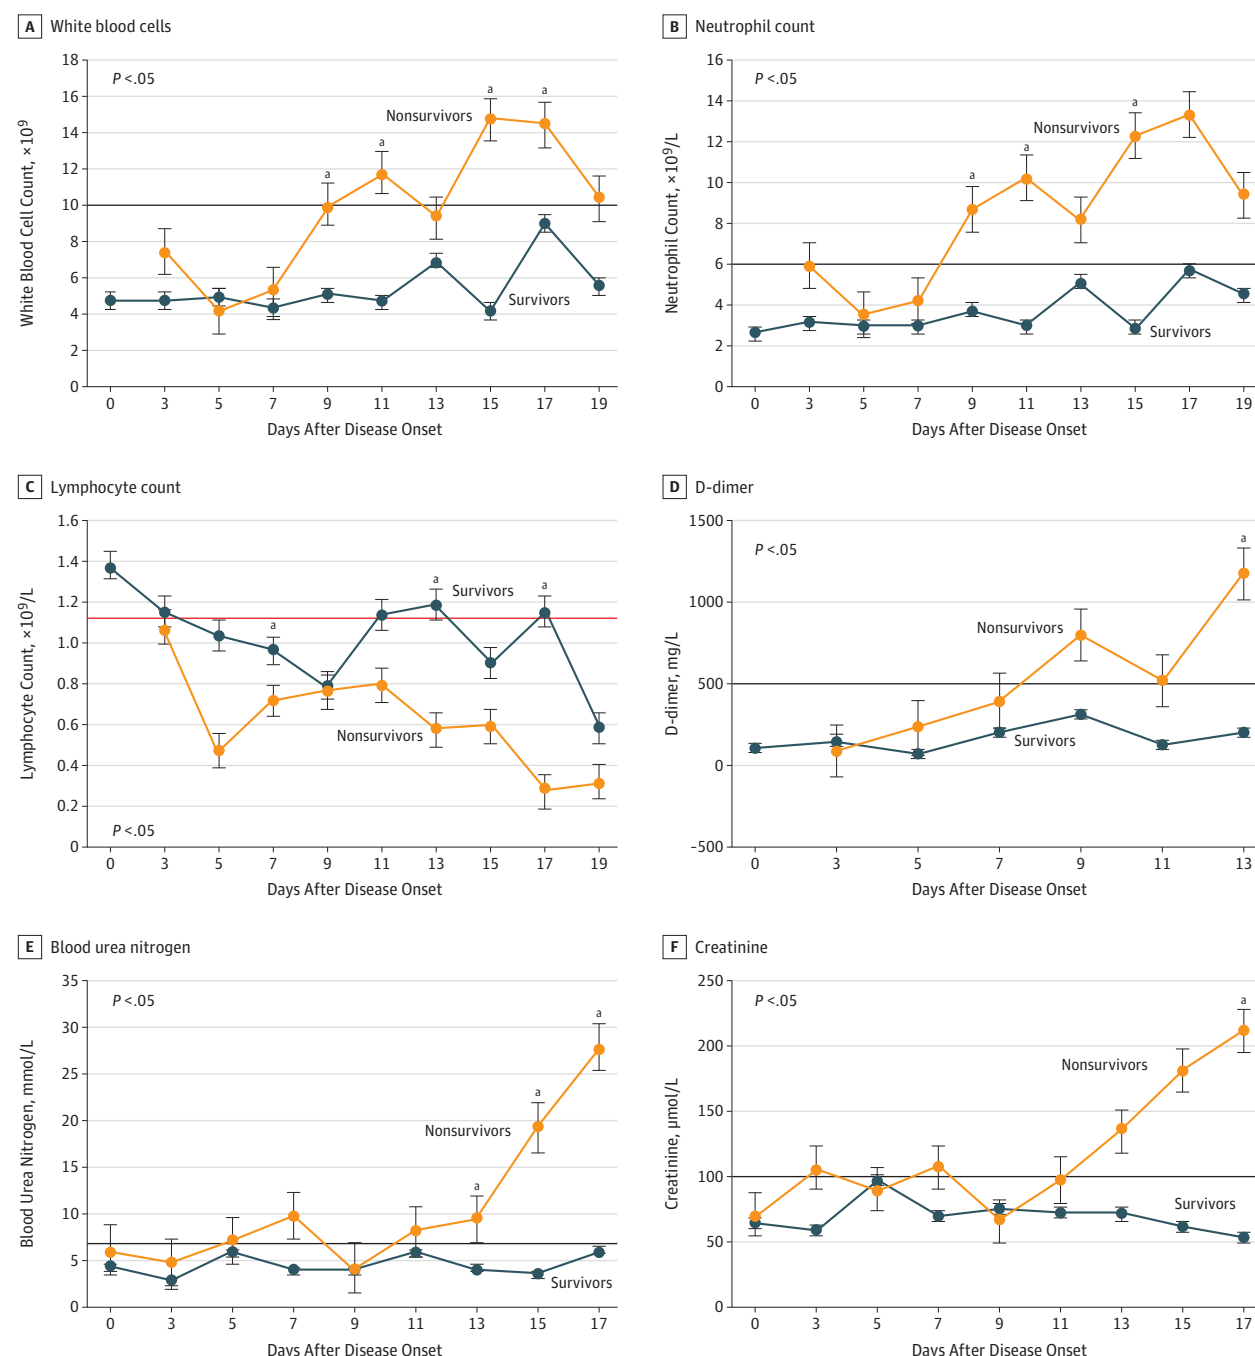 A White blood cells
18
16
14
12
10
8
6
4
2
0
White Blood Cell Count, ×10⁹
P <.05
a
a
a
a
Nonsurvivors
Survivors
0 3 5 7 9 11 13 15 17 19
Days After Disease Onset
B Neutrophil count
16
14
12
10
8
6
4
2
0
Neutrophil Count, ×10⁹/L
P <.05
a
a
a
Nonsurvivors
Survivors
0 3 5 7 9 11 13 15 17 19
Days After Disease Onset
C Lymphocyte count
1.6
1.4
1.2
1.0
0.8
0.6
0.4
0.2
0
Lymphocyte Count, ×10⁹/L
a
a
a
Survivors
Nonsurvivors
P <.05
0 3 5 7 9 11 13 15 17 19
Days After Disease Onset
D D-dimer
1500
1000
500
0
-500
D-dimer, mg/L
P <.05
a
Nonsurvivors
Survivors
0 3 5 7 9 11 13
Days After Disease Onset
E Blood urea nitrogen
35
30
25
20
15
10
5
0
Blood Urea Nitrogen, mmol/L
P <.05
a
a
a
Nonsurvivors
Survivors
0 3 5 7 9 11 13 15 17
Days After Disease Onset
F Creatinine
250
200
150
100
50
0
Creatinine, µmol/L
P <.05
a
Nonsurvivors
Survivors
0 3 5 7 9 11 13 15 17
Days After Disease Onset